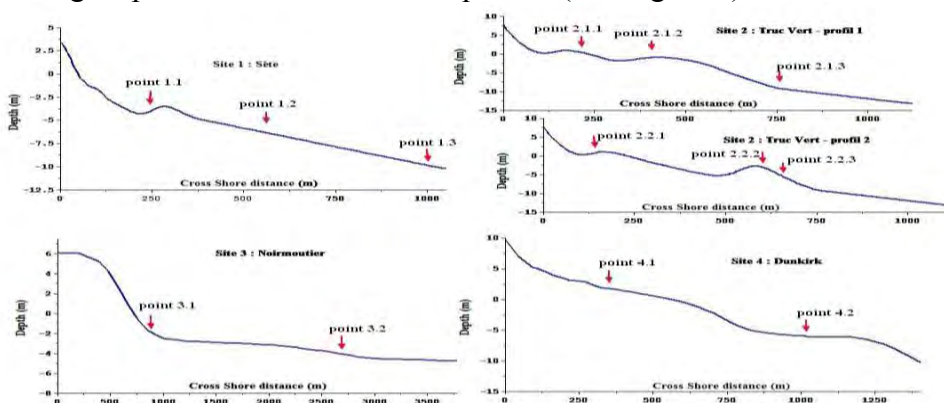 Site 1 : Sète
Depth (m)
5
2.5
0
-2.5
-5
-7.5
-10
-12.5
point 1.1
point 1.2
point 1.3
Cross Shore distance (m)
0 250 500 750 1000
Site 2 : Truc Vert - profil 1
Depth (m)
10
5
0
-5
-10
-15
point 2.1.1
point 2.1.2
point 2.1.3
Cross Shore distance (m)
0 250 500 750 1000
Site 2 : Truc Vert - profil 2
Depth (m)
10
5
0
-5
-10
-15
point 2.2.1
point 2.2.2
point 2.2.3
Cross Shore distance (m)
0 250 500 750 1000
Site 3 : Noirmoutier
Depth (m)
6
4
2
0
-2
-4
-6
-8
point 3.1
point 3.2
Cross Shore distance (m)
0 500 1000 1500 2000 2500 3000 3500
Site 4 : Dunkirk
Depth (m)
10
5
0
-5
-10
-15
point 4.1
point 4.2
Cross Shore distance (m)
0 250 500 750 1000 1250